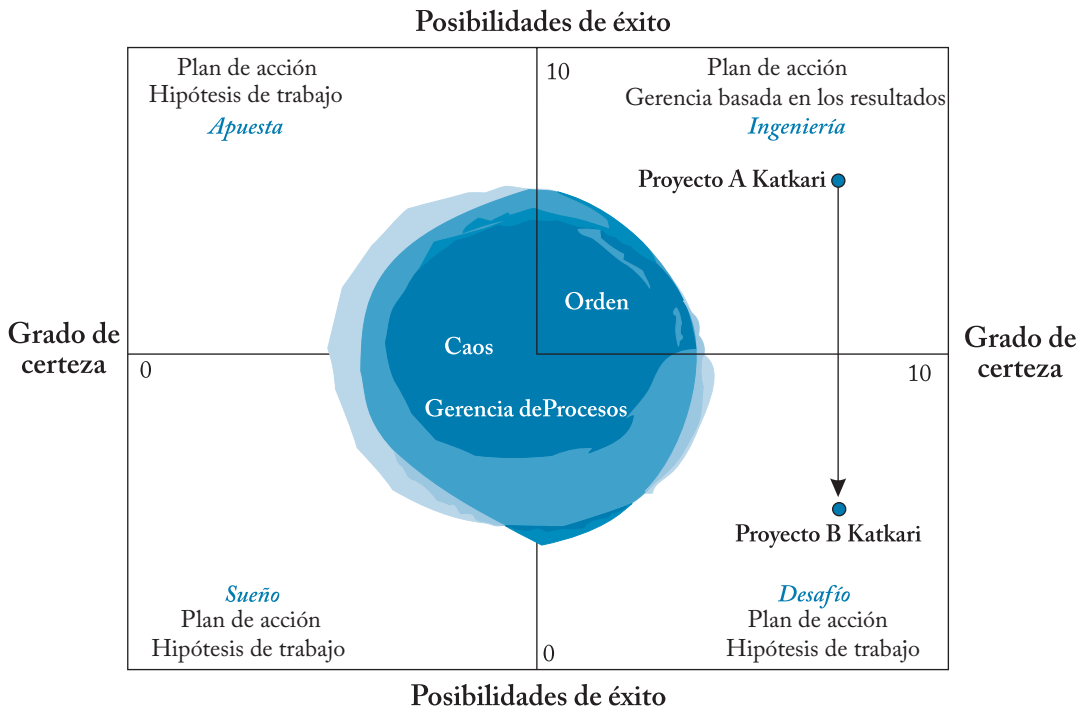 Posibilidades de éxito
Plan de acción
Hipótesis de trabajo
Apuesta
10
Plan de acción
Gerencia basada en los resultados
Ingeniería
Proyecto A Katkari
Orden
Caos
Grado de
certeza
0
Grado de
certeza
10
Gerencia deProcesos
Proyecto B Katkari
Sueño
Plan de acción
Hipótesis de trabajo
Desafío
Plan de acción
Hipótesis de trabajo
0
Posibilidades de éxito